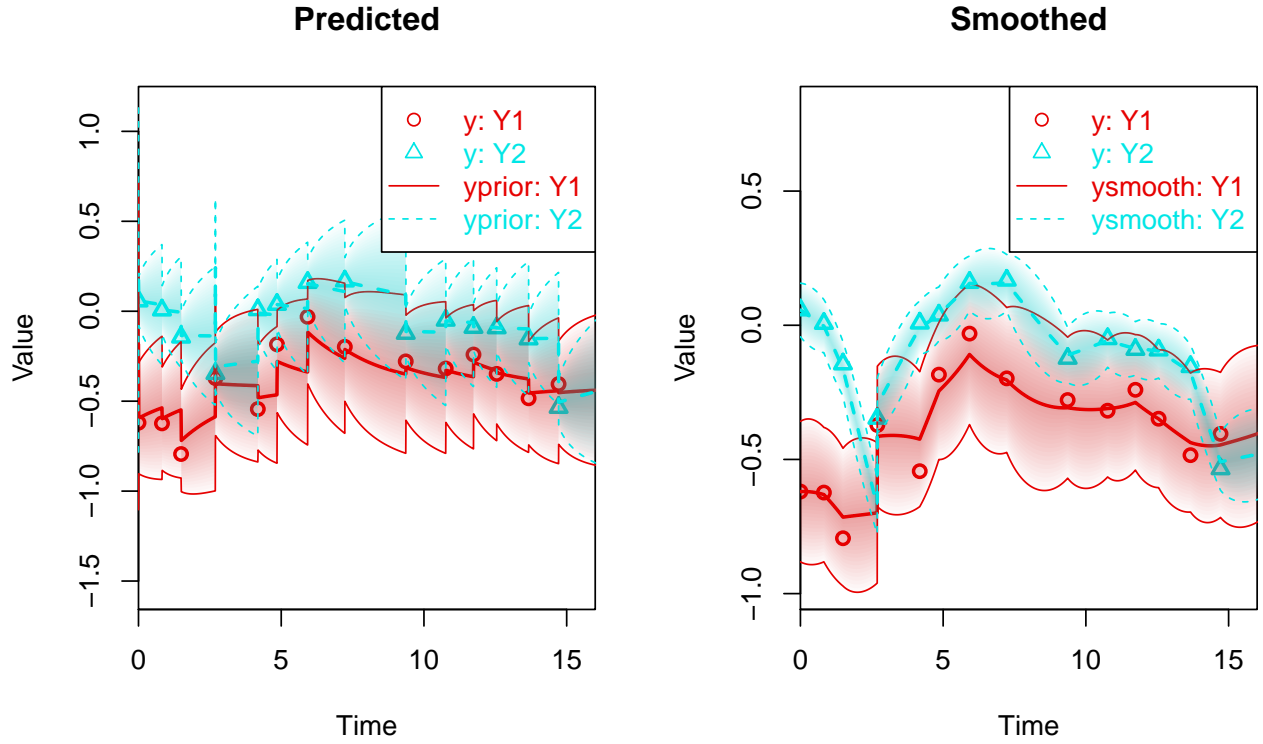 Predicted
Value
1.0
0.5
0.0
−0.5
−1.0
−1.5
0
5
10
15
Time
y: Y1
y: Y2
yprior: Y1
yprior: Y2
Smoothed
Value
0.5
0.0
−0.5
−1.0
0
5
10
15
Time
y: Y1
y: Y2
ysmooth: Y1
ysmooth: Y2